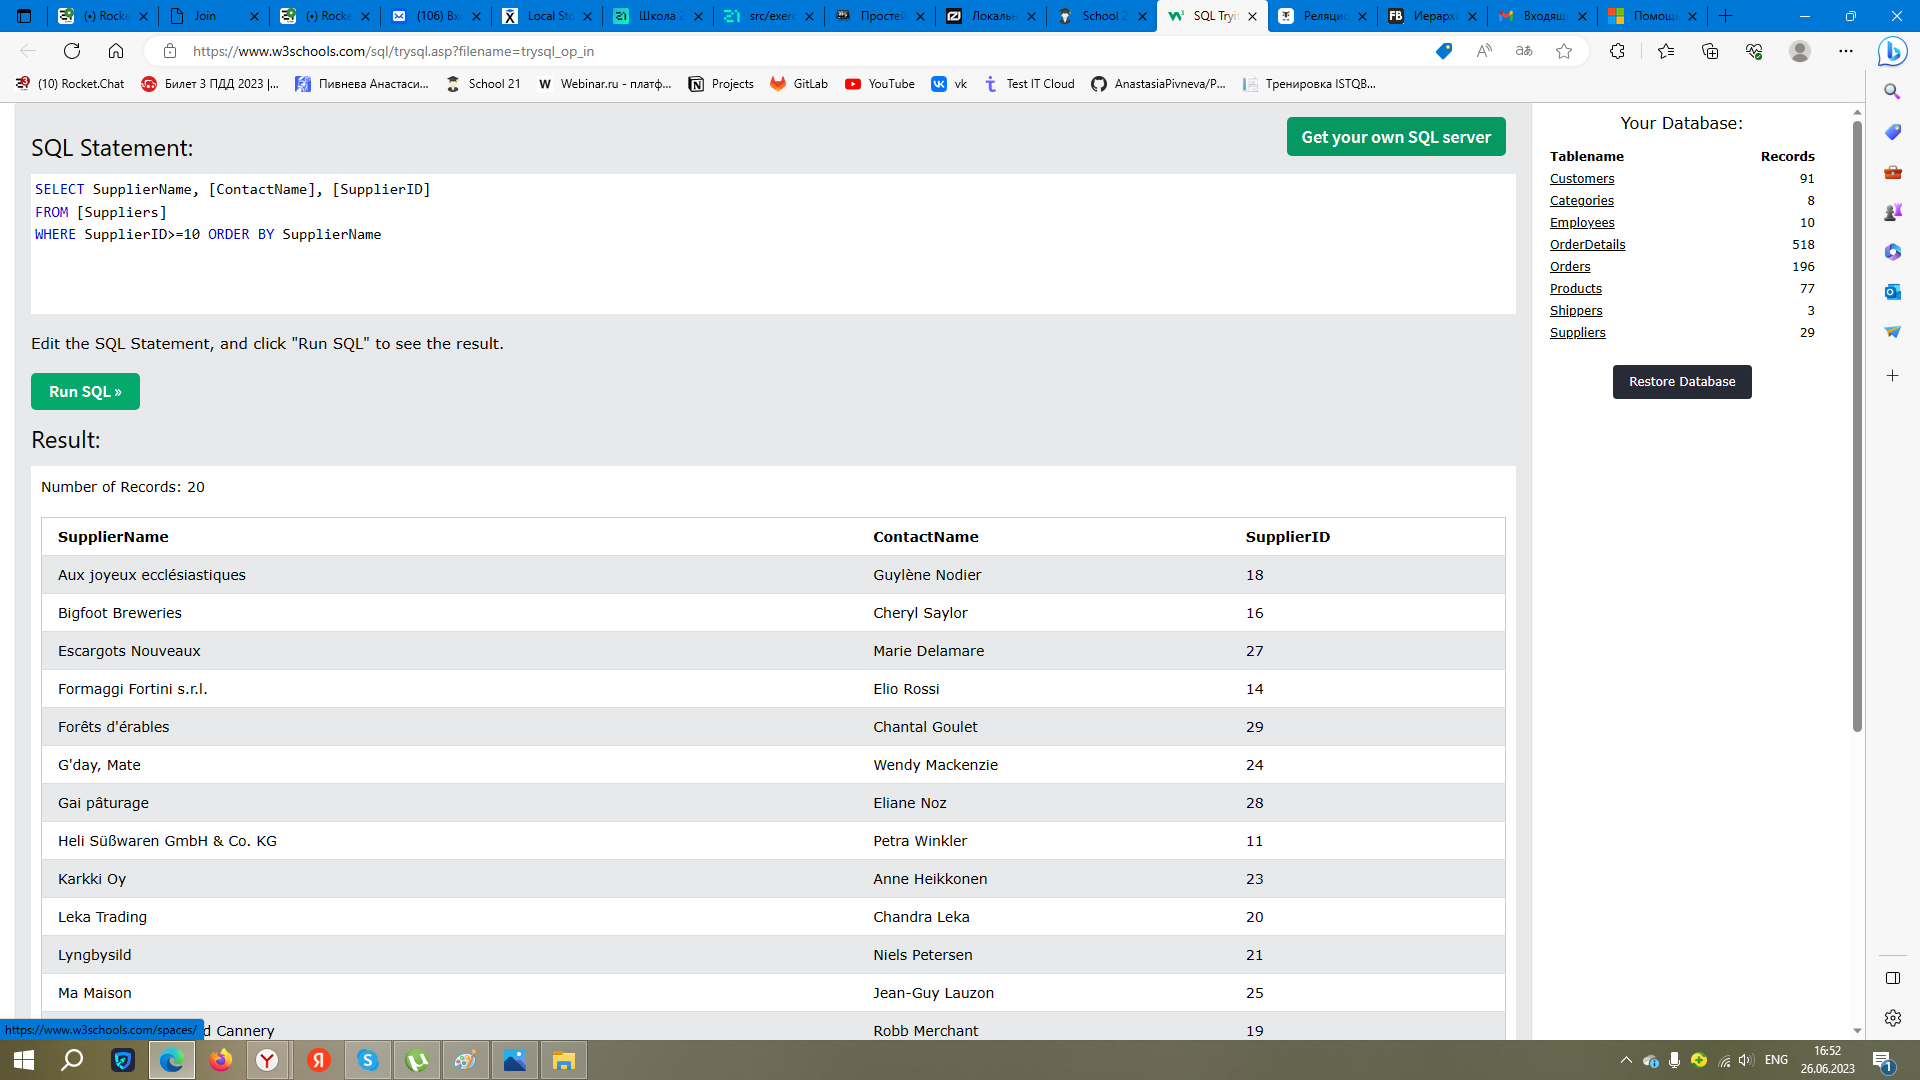 (•) Rocke
Join
(•) Rocke
(106) Вх
Local Sto
Школа 2
src/exer
Простей
Локальн
School 2
SQL Tryi
Реляцио
Иерарх
Входящ
Помощ
https://www.w3schools.com/sql/trysql.asp?filename=trysql_op_in
(10) Rocket.Chat
Билет 3 ПДД 2023 |...
Пивнева Анастаси...
School 21
Webinar.ru - платф...
Projects
GitLab
YouTube
vk
Test IT Cloud
AnastasiaPivneva/P...
Тренировка ISTQB...
SQL Statement:
Get your own SQL server
SELECT SupplierName, [ContactName], [SupplierID]
FROM [Suppliers]
WHERE SupplierID>=10 ORDER BY SupplierName
Edit the SQL Statement, and click "Run SQL" to see the result.
Run SQL »
Result:
Number of Records: 20
SupplierName ContactName SupplierID
Aux joyeux ecclésiastiques Guylène Nodier 18
Bigfoot Breweries Cheryl Saylor 16
Escargots Nouveaux Marie Delamare 27
Formaggi Fortini s.r.l. Elio Rossi 14
Forêts d'érables Chantal Goulet 29
G'day, Mate Wendy Mackenzie 24
Gai pâturage Eliane Noz 28
Heli Süßwaren GmbH & Co. KG Petra Winkler 11
Karkki Oy Anne Heikkonen 23
Leka Trading Chandra Leka 20
Lyngbysild Niels Petersen 21
Ma Maison Jean-Guy Lauzon 25
d Cannery Robb Merchant 19
https://www.w3schools.com/spaces/
Your Database:
Tablename Records
Customers 91
Categories 8
Employees 10
OrderDetails 518
Orders 196
Products 77
Shippers 3
Suppliers 29
Restore Database
ENG
16:52
26.06.2023
1